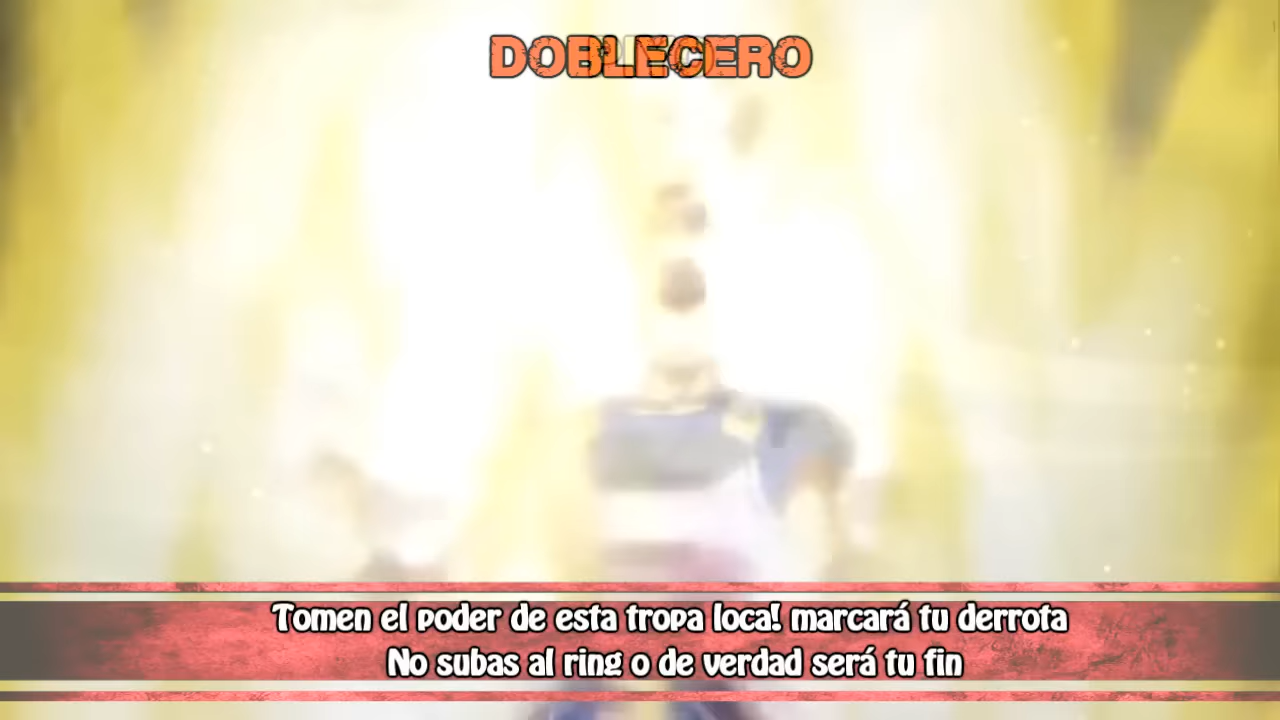 DOBLECERO
Tomen el poder de esta tropa loca! marcará tu derrota
No subas al ring o de verdad será tu fin